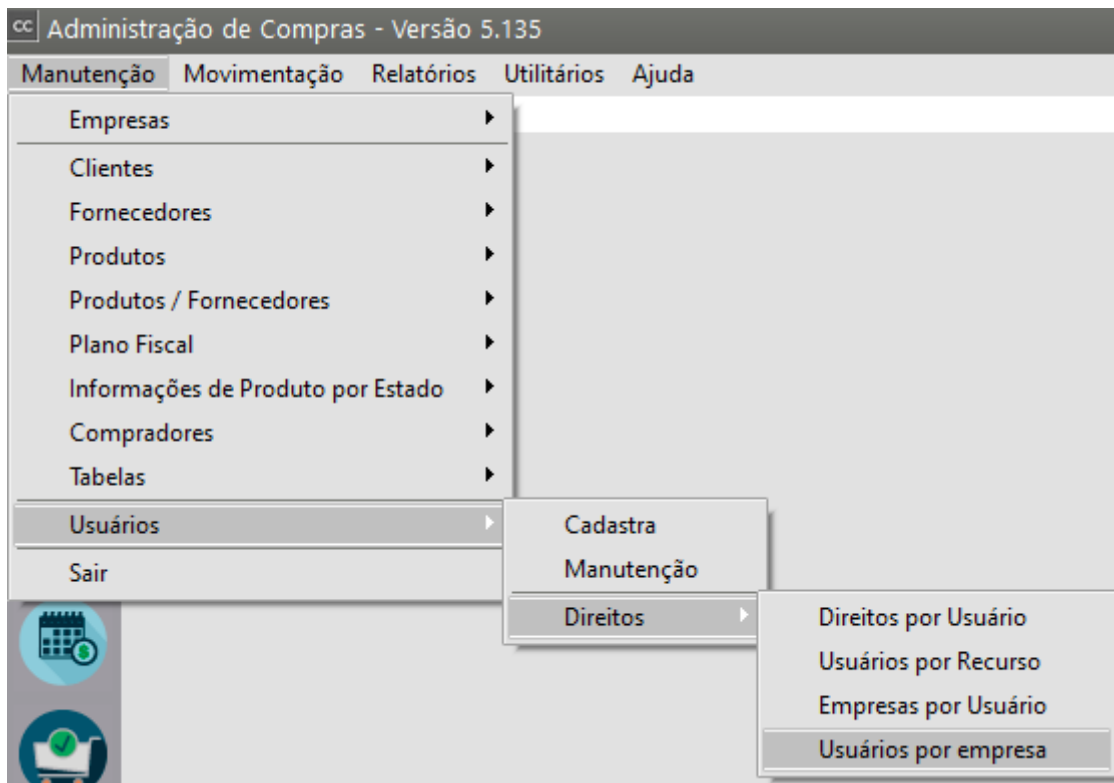 cc Administração de Compras - Versão 5.135
Manutenção Movimentação Relatórios Utilitários Ajuda
Empresas
Clientes
Fornecedores
Produtos
Produtos / Fornecedores
Plano Fiscal
Informações de Produto por Estado
Compradores
Tabelas
Usuários
Sair
Cadastra
Manutenção
Direitos
Direitos por Usuário
Usuários por Recurso
Empresas por Usuário
Usuários por empresa
$